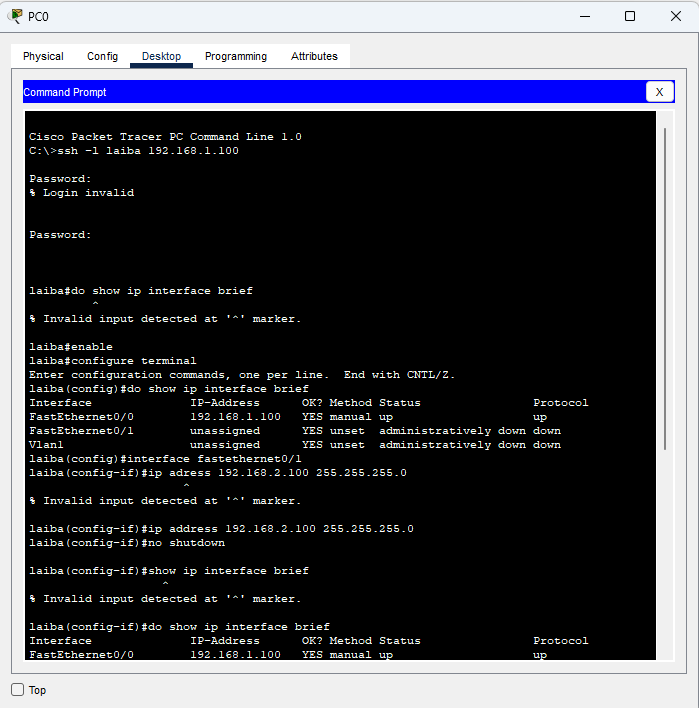 PC0
Physical Config Desktop Programming Attributes
Command Prompt X
Cisco Packet Tracer PC Command Line 1.0
C:\>ssh -l laiba 192.168.1.100
Password:
% Login invalid
Password:
laiba#do show ip interface brief
^
% Invalid input detected at '^' marker.
laiba#enable
laiba#configure terminal
Enter configuration commands, one per line.  End with CNTL/Z.
laiba(config)#do show ip interface brief
Interface              IP-Address      OK? Method Status                Protocol
FastEthernet0/0        192.168.1.100   YES manual up                    up
FastEthernet0/1        unassigned      YES unset  administratively down down
Vlan1                  unassigned      YES unset  administratively down down
laiba(config)#interface fastethernet0/1
laiba(config-if)#ip adress 192.168.2.100 255.255.255.0
^
% Invalid input detected at '^' marker.
laiba(config-if)#ip address 192.168.2.100 255.255.255.0
laiba(config-if)#no shutdown
laiba(config-if)#show ip interface brief
^
% Invalid input detected at '^' marker.
laiba(config-if)#do show ip interface brief
Interface              IP-Address      OK? Method Status                Protocol
FastEthernet0/0        192.168.1.100   YES manual up                    up
Top